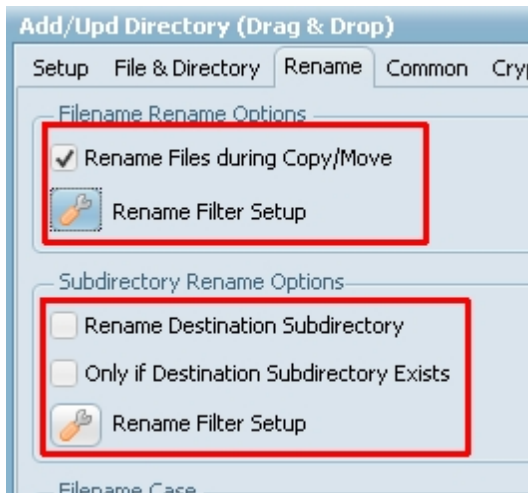 Add/Upd Directory (Drag & Drop)
Setup File & Directory Rename Common
Filename Rename Options
Rename Files during Copy/Move
Rename Filter Setup
Subdirectory Rename Options
Rename Destination Subdirectory
Only if Destination Subdirectory Exists
Rename Filter Setup
Filename Case